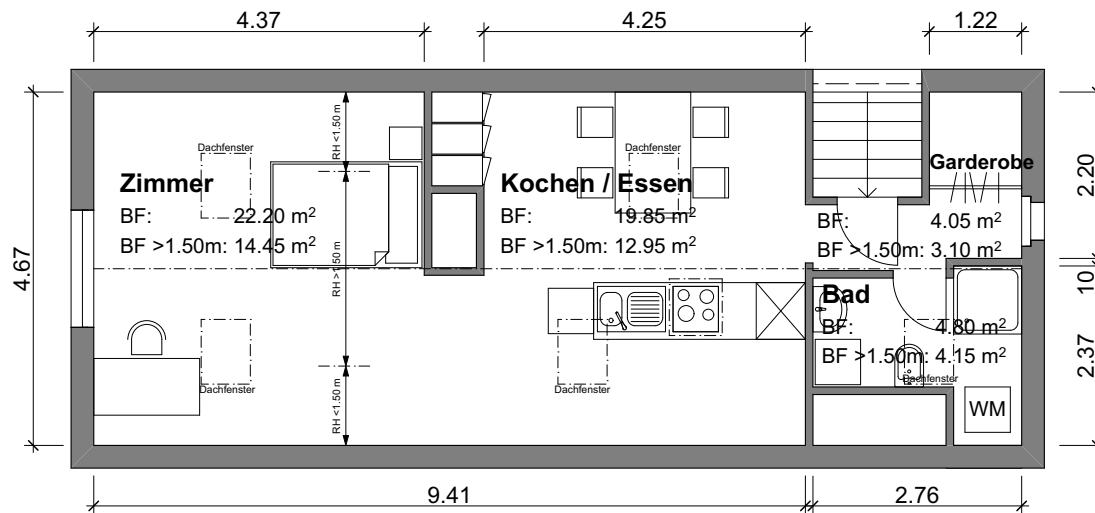 4.37
4.25
1.22
RH <1.50 m
Dachfenster
Dachfenster
Garderobe
Zimmer
BF: 22.20 m²
BF >1.50m: 14.45 m²
Kochen / Essen
BF: 19.85 m²
BF >1.50m: 12.95 m²
BF: 4.05 m²
BF >1.50m: 3.10 m²
2.20
4.67
RH >1.50 m
10
Bad
BF: 4.80 m²
BF >1.50m: 4.15 m²
2.37
Dachfenster
Dachfenster
Dachfenster
RH <1.50 m
WM
9.41
2.76